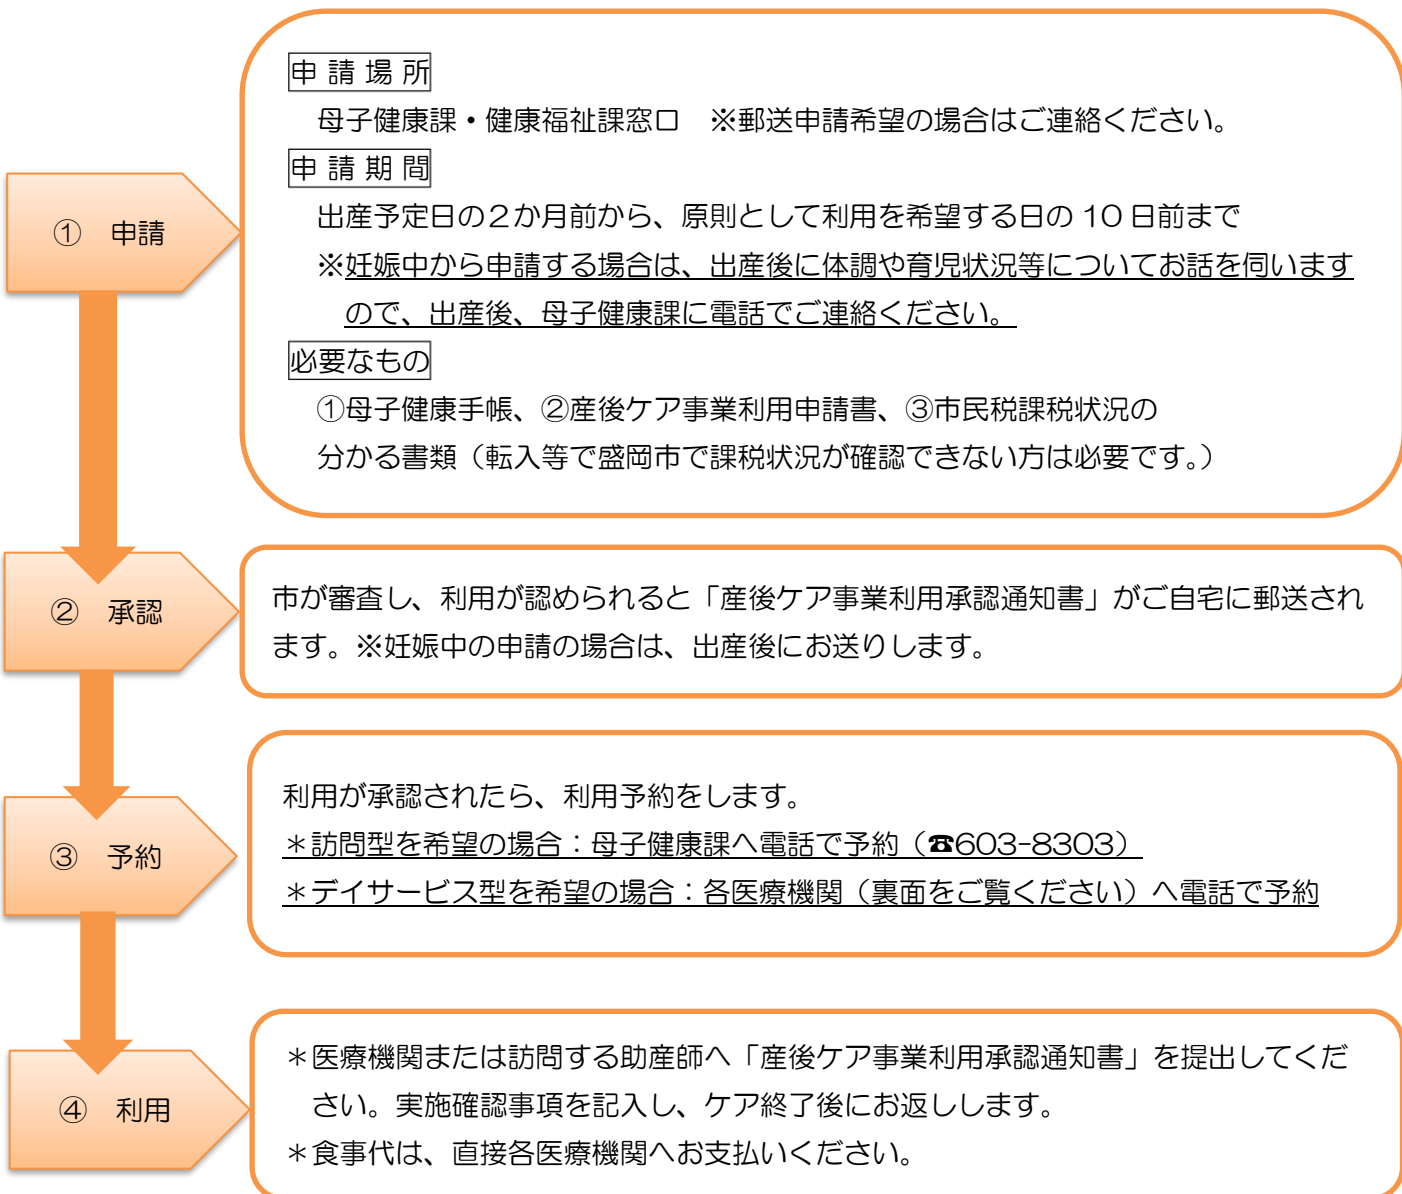 申請場所
母子健康課・健康福祉課窓口　※郵送申請希望の場合はご連絡ください。
申請期間
出産予定日の２か月前から、原則として利用を希望する日の 10 日前まで
※妊娠中から申請する場合は、出産後に体調や育児状況等についてお話を伺います
ので、出産後、母子健康課に電話でご連絡ください。
必要なもの
①母子健康手帳、②産後ケア事業利用申請書、③市民税課税状況の
分かる書類（転入等で盛岡市で課税状況が確認できない方は必要です。）
①　申請
②　承認
市が審査し、利用が認められると「産後ケア事業利用承認通知書」がご自宅に郵送され
ます。※妊娠中の申請の場合は、出産後にお送りします。
③　予約
利用が承認されたら、利用予約をします。
＊訪問型を希望の場合：母子健康課へ電話で予約（☎603-8303）
＊デイサービス型を希望の場合：各医療機関（裏面をご覧ください）へ電話で予約
④　利用
＊医療機関または訪問する助産師へ「産後ケア事業利用承認通知書」を提出してくだ
さい。実施確認事項を記入し、ケア終了後にお返しします。
＊食事代は、直接各医療機関へお支払いください。